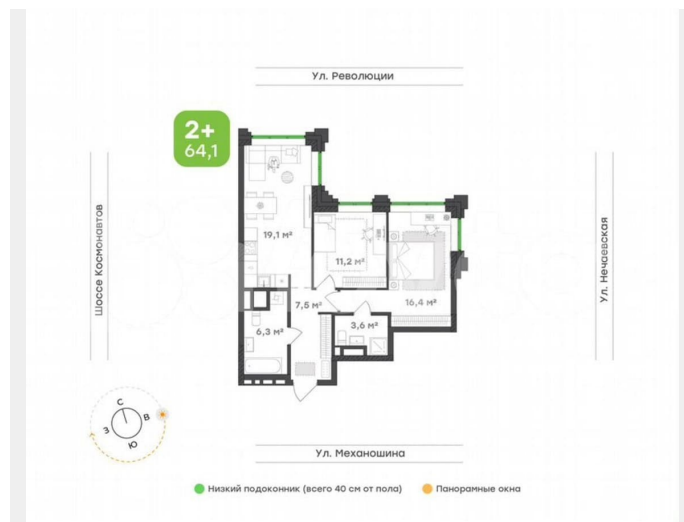 Ул. Революции
2+
64,1
Шоссе Космонавтов
Ул. Нечаевская
19,1 м²
11,2 м²
16,4 м²
7,5 м²
6,3 м²
3,6 м²
С
В
З
Ю
Ул. Механошина
Низкий подоконник (всего 40 см от пола)
Панорамные окна